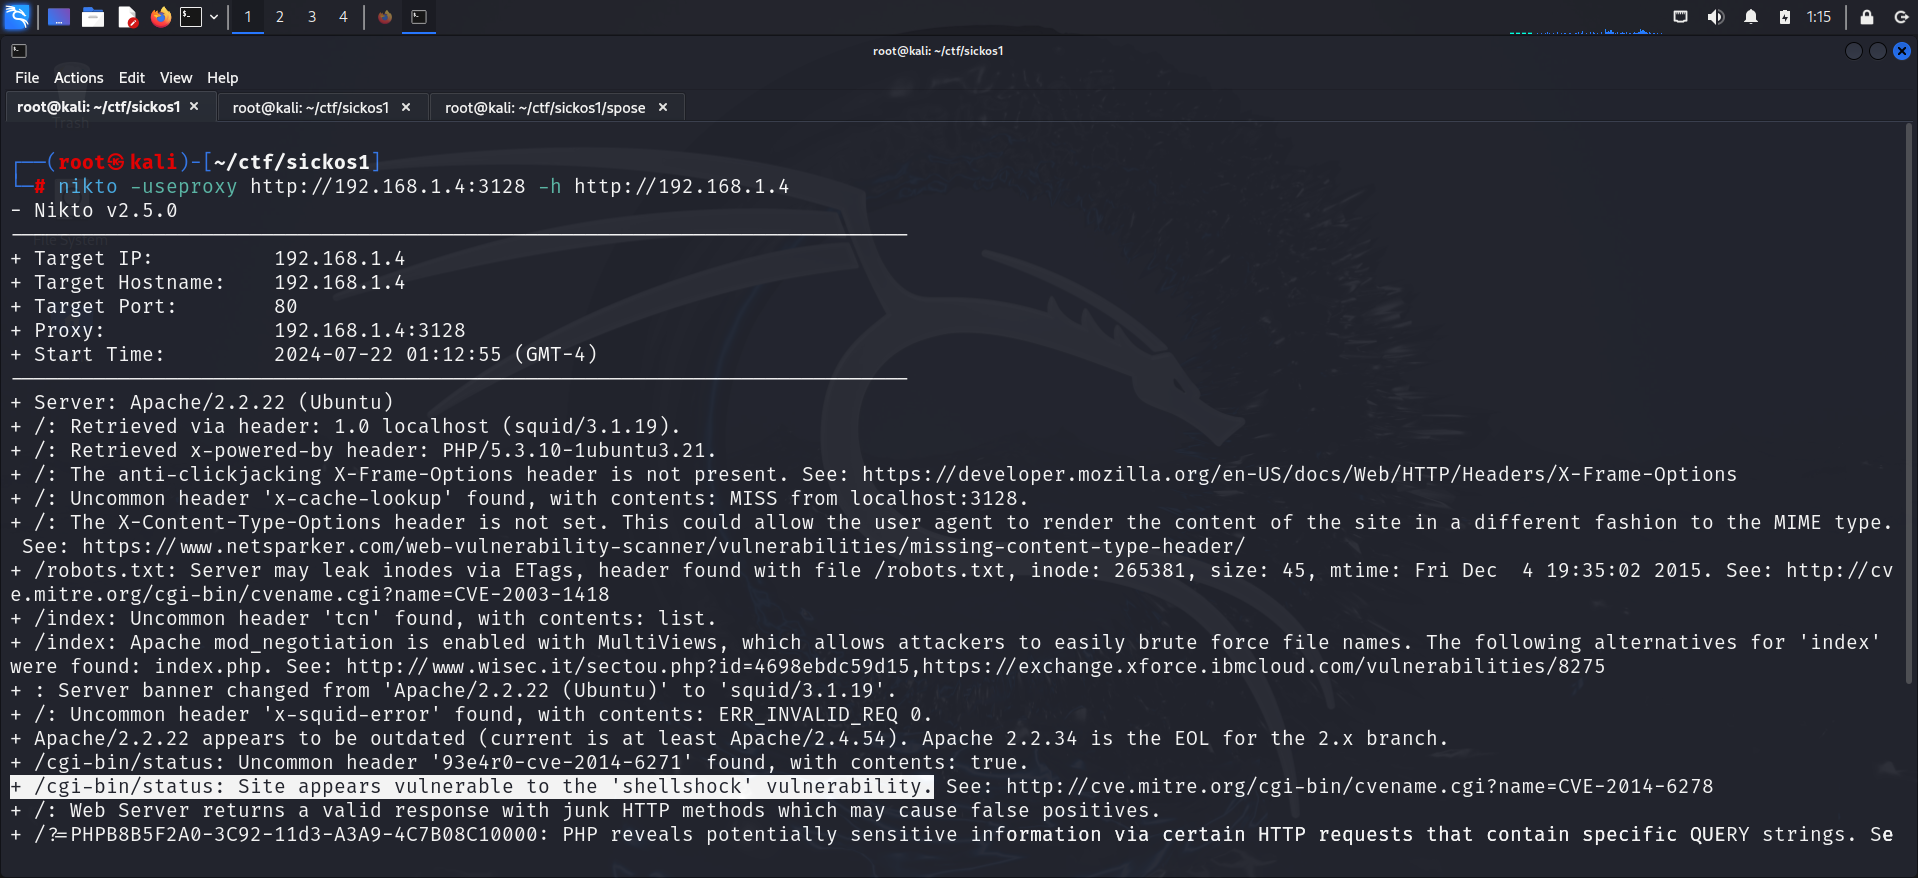 1 2 3 4 1:15
root@kali: ~/ctf/sickos1
File Actions Edit View Help
root@kali: ~/ctf/sickos1 × root@kali: ~/ctf/sickos1 × root@kali: ~/ctf/sickos1/spose ×
Trash
(root㉿kali)-[~/ctf/sickos1]
# nikto -useproxy http://192.168.1.4:3128 -h http://192.168.1.4
- Nikto v2.5.0
File System
+ Target IP: 192.168.1.4
+ Target Hostname: 192.168.1.4
+ Target Port: 80
+ Proxy: 192.168.1.4:3128
+ Start Time: 2024-07-22 01:12:55 (GMT-4)
+ Server: Apache/2.2.22 (Ubuntu)
+ /: Retrieved via header: 1.0 localhost (squid/3.1.19).
+ /: Retrieved x-powered-by header: PHP/5.3.10-1ubuntu3.21.
+ /: The anti-clickjacking X-Frame-Options header is not present. See: https://developer.mozilla.org/en-US/docs/Web/HTTP/Headers/X-Frame-Options
+ /: Uncommon header 'x-cache-lookup' found, with contents: MISS from localhost:3128.
+ /: The X-Content-Type-Options header is not set. This could allow the user agent to render the content of the site in a different fashion to the MIME type.
See: https://www.netsparker.com/web-vulnerability-scanner/vulnerabilities/missing-content-type-header/
+ /robots.txt: Server may leak inodes via ETags, header found with file /robots.txt, inode: 265381, size: 45, mtime: Fri Dec  4 19:35:02 2015. See: http://cv
e.mitre.org/cgi-bin/cvename.cgi?name=CVE-2003-1418
+ /index: Uncommon header 'tcn' found, with contents: list.
+ /index: Apache mod_negotiation is enabled with MultiViews, which allows attackers to easily brute force file names. The following alternatives for 'index'
were found: index.php. See: http://www.wisec.it/sectou.php?id=4698ebdc59d15,https://exchange.xforce.ibmcloud.com/vulnerabilities/8275
+ : Server banner changed from 'Apache/2.2.22 (Ubuntu)' to 'squid/3.1.19'.
+ /: Uncommon header 'x-squid-error' found, with contents: ERR_INVALID_REQ 0.
+ Apache/2.2.22 appears to be outdated (current is at least Apache/2.4.54). Apache 2.2.34 is the EOL for the 2.x branch.
+ /cgi-bin/status: Uncommon header '93e4r0-cve-2014-6271' found, with contents: true.
+ /cgi-bin/status: Site appears vulnerable to the 'shellshock' vulnerability. See: http://cve.mitre.org/cgi-bin/cvename.cgi?name=CVE-2014-6278
+ /: Web Server returns a valid response with junk HTTP methods which may cause false positives.
+ /?=PHPB8B5F2A0-3C92-11d3-A3A9-4C7B08C10000: PHP reveals potentially sensitive information via certain HTTP requests that contain specific QUERY strings. Se